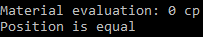 Material evaluation: 0 cp
Position is equal